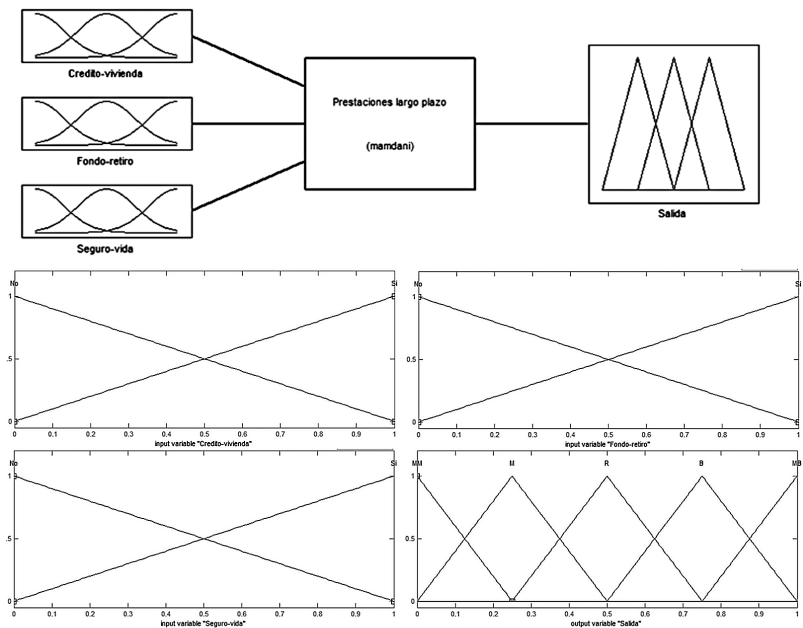 Credito-vivienda
Fondo-retiro
Seguro-vida
Prestaciones largo plazo
(mamdani)
Salida
No Si
1
.5
0
0 0.1 0.2 0.3 0.4 0.5 0.6 0.7 0.8 0.9 1
input variable "Credito-vivienda"
No Si
1
0.5
0
0 0.1 0.2 0.3 0.4 0.5 0.6 0.7 0.8 0.9 1
input variable "Fondo-retiro"
No Si
1
.5
0
0 0.1 0.2 0.3 0.4 0.5 0.6 0.7 0.8 0.9 1
input variable "Seguro-vida"
MM M R B MB
1
0.5
0
0 0.1 0.2 0.3 0.4 0.5 0.6 0.7 0.8 0.9 1
output variable "Salida"